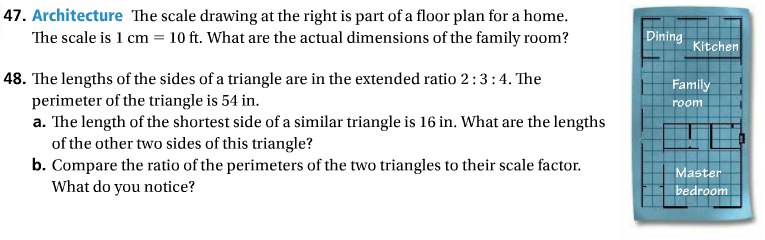 47. Architecture The scale drawing at the right is part of a floor plan for a home.
The scale is 1 cm = 10 ft. What are the actual dimensions of the family room?
48. The lengths of the sides of a triangle are in the extended ratio 2 : 3 : 4. The
perimeter of the triangle is 54 in.
a. The length of the shortest side of a similar triangle is 16 in. What are the lengths
of the other two sides of this triangle?
b. Compare the ratio of the perimeters of the two triangles to their scale factor.
What do you notice?
Dining
Kitchen
Family
room
Master
bedroom